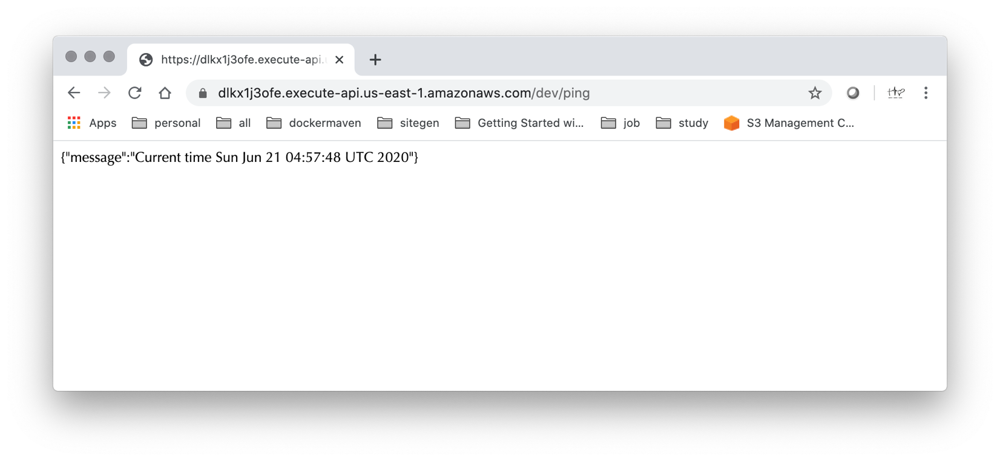 https://dlkx1j3ofe.execute-api.
dlkx1j3ofe.execute-api.us-east-1.amazonaws.com/dev/ping
Apps personal all dockermaven sitegen Getting Started wi... job study S3 Management C...
{"message":"Current time Sun Jun 21 04:57:48 UTC 2020"}